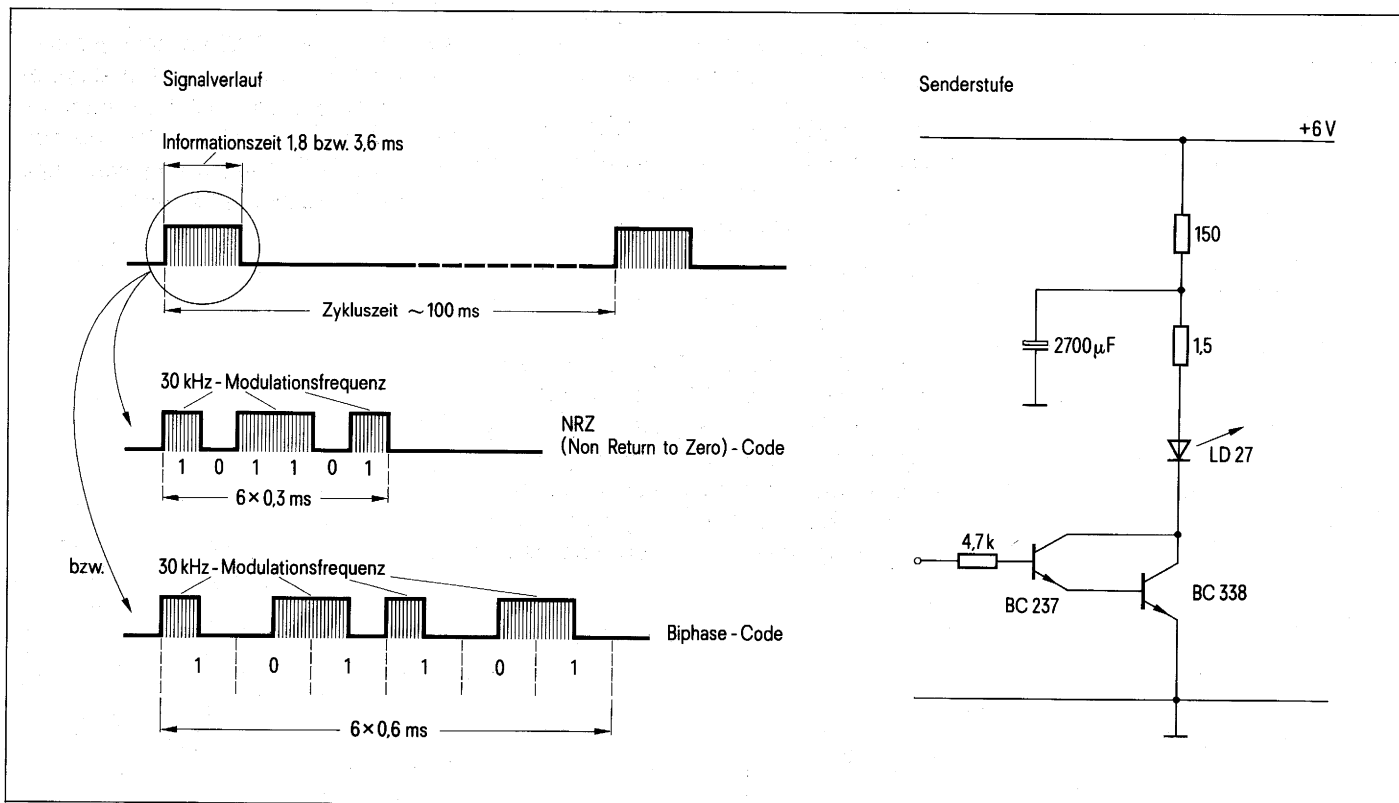 Signalverlauf
Informationszeit 1,8 bzw. 3,6 ms
Zykluszeit ~ 100 ms
30 kHz - Modulationsfrequenz
NRZ
(Non Return to Zero) - Code
1 0 1 1 0 1
6 × 0,3 ms
bzw.
30 kHz - Modulationsfrequenz
Biphase - Code
1 0 1 1 0 1
6 × 0,6 ms
Senderstufe
+6 V
150
2700 µF
1,5
LD 27
4,7 k
BC 237
BC 338